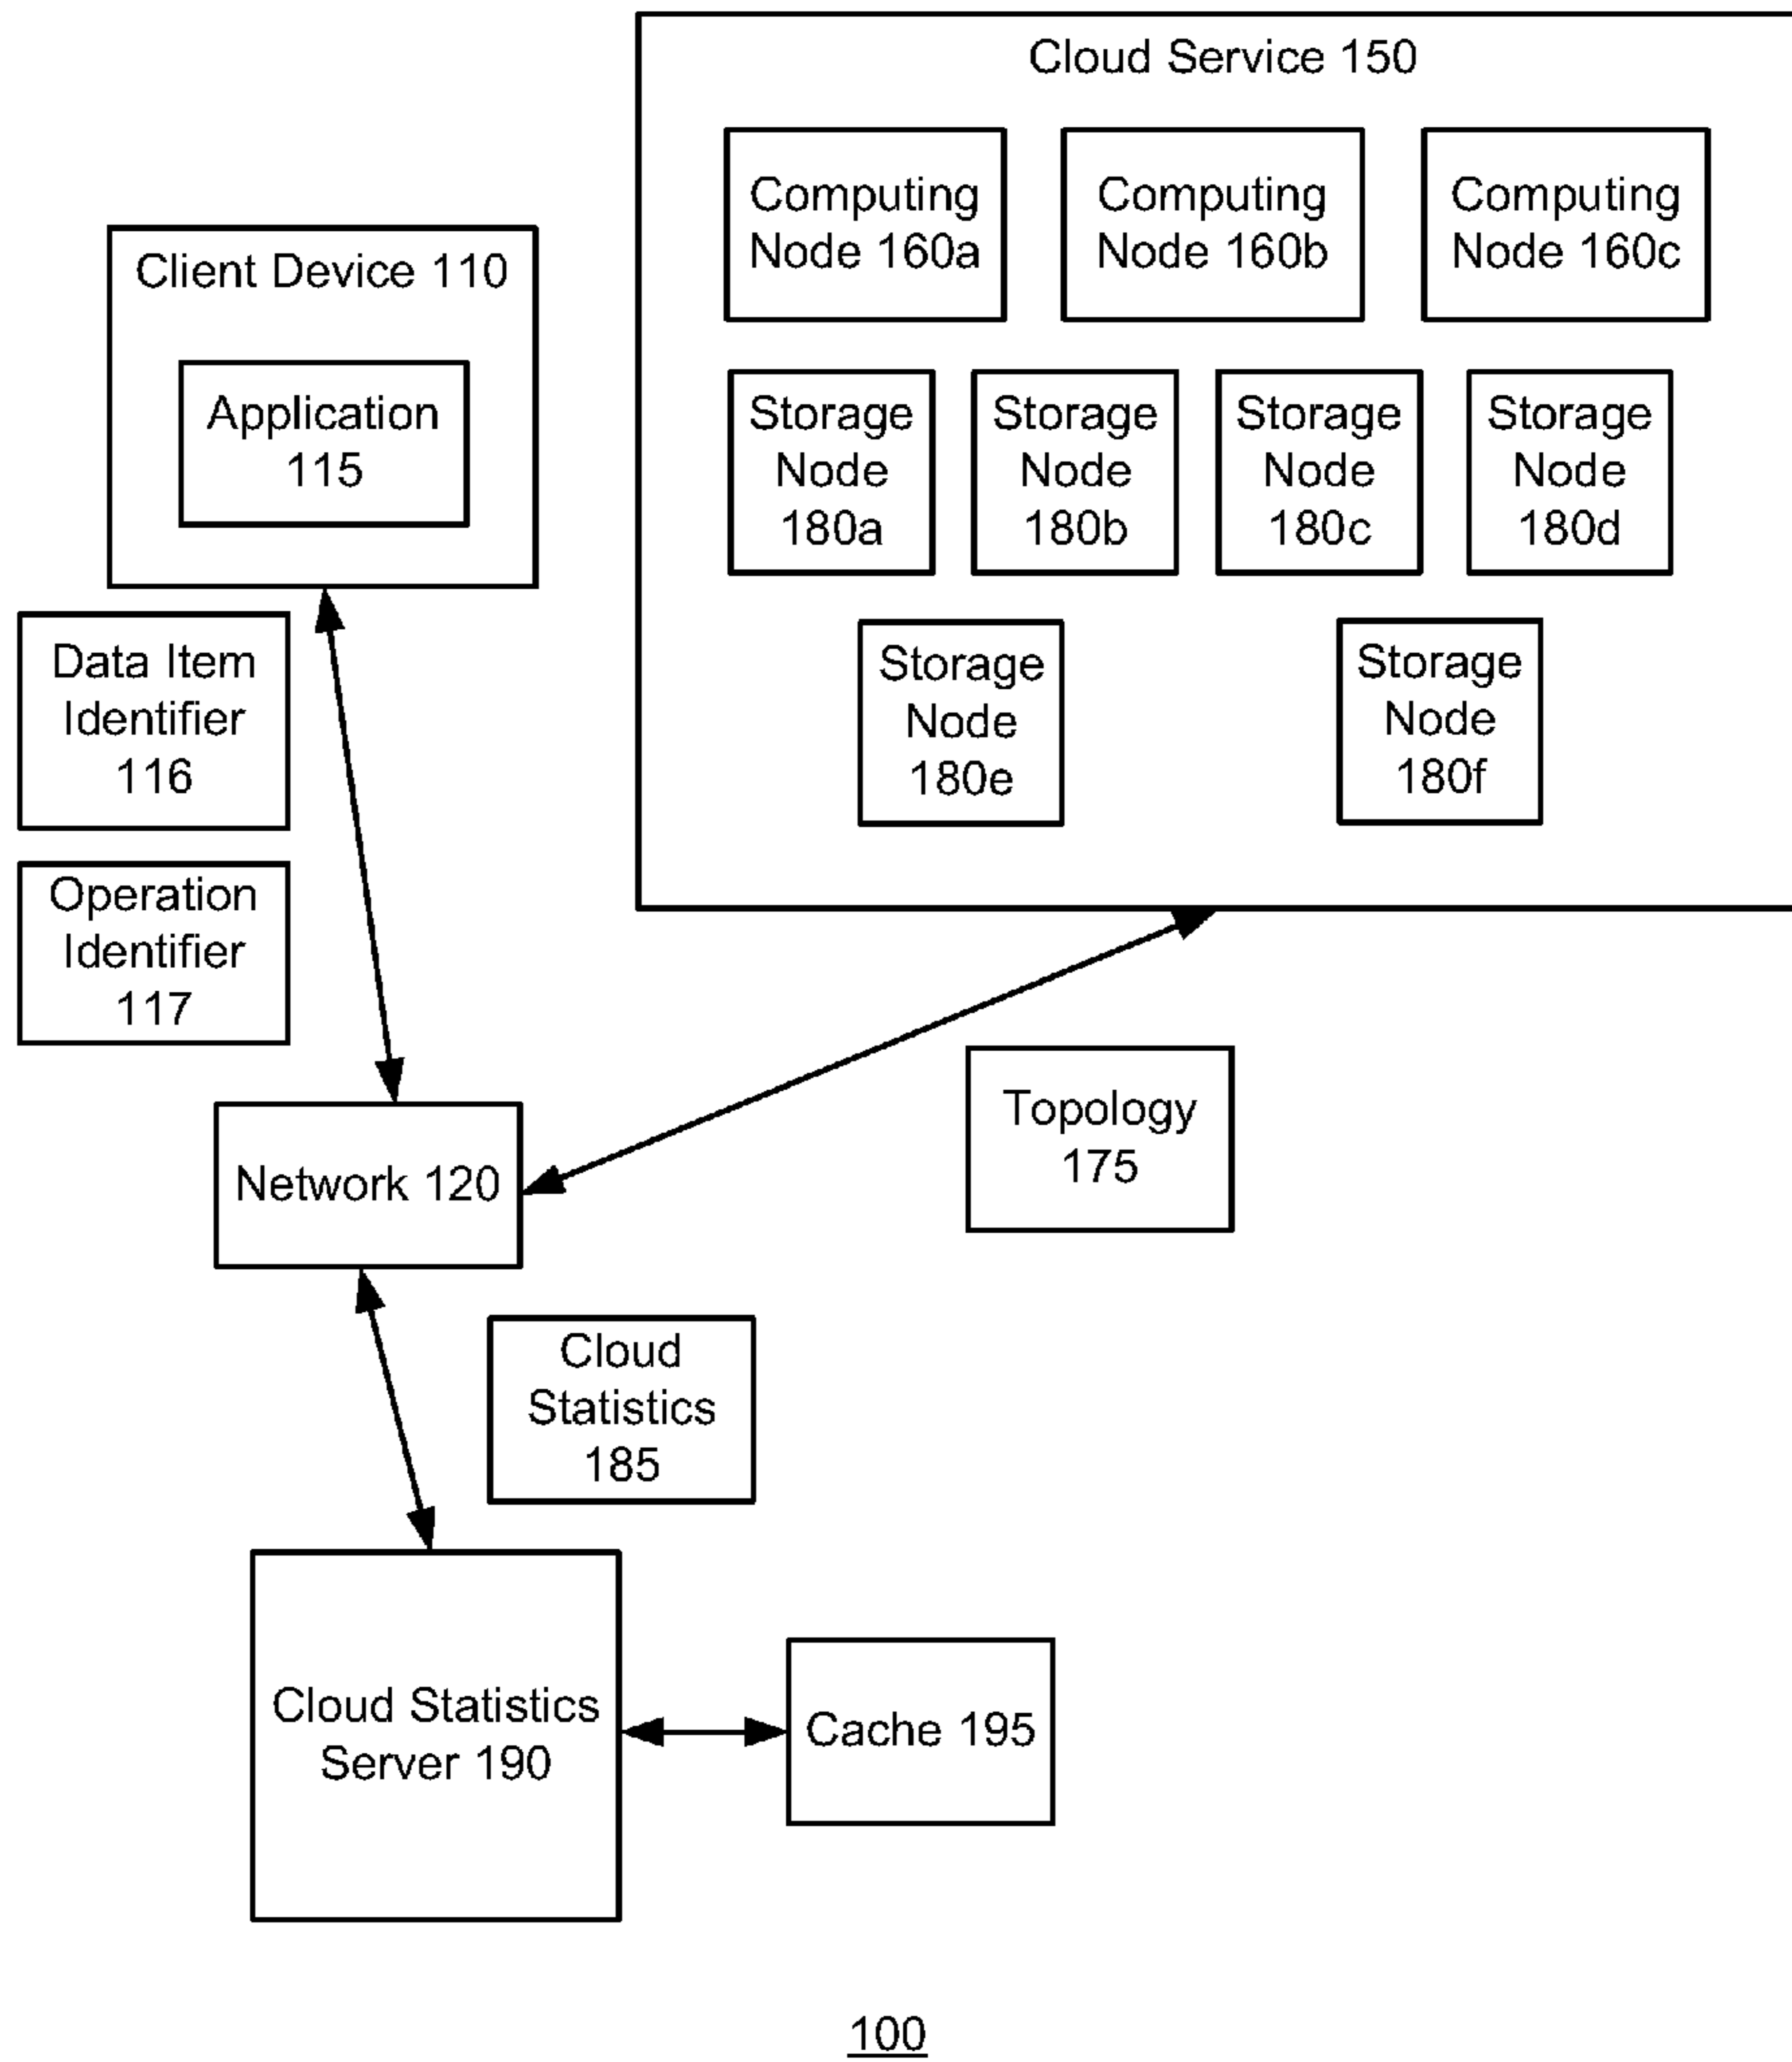 Cloud Service 150
Computing
Node 160a
Computing
Node 160b
Computing
Node 160c
Client Device 110
Application
115
Storage
Node
180a
Storage
Node
180b
Storage
Node
180c
Storage
Node
180d
Storage
Node
180e
Storage
Node
180f
Data Item
Identifier
116
Operation
Identifier
117
Network 120
Topology
175
Cloud
Statistics
185
Cloud Statistics
Server 190
Cache 195
100